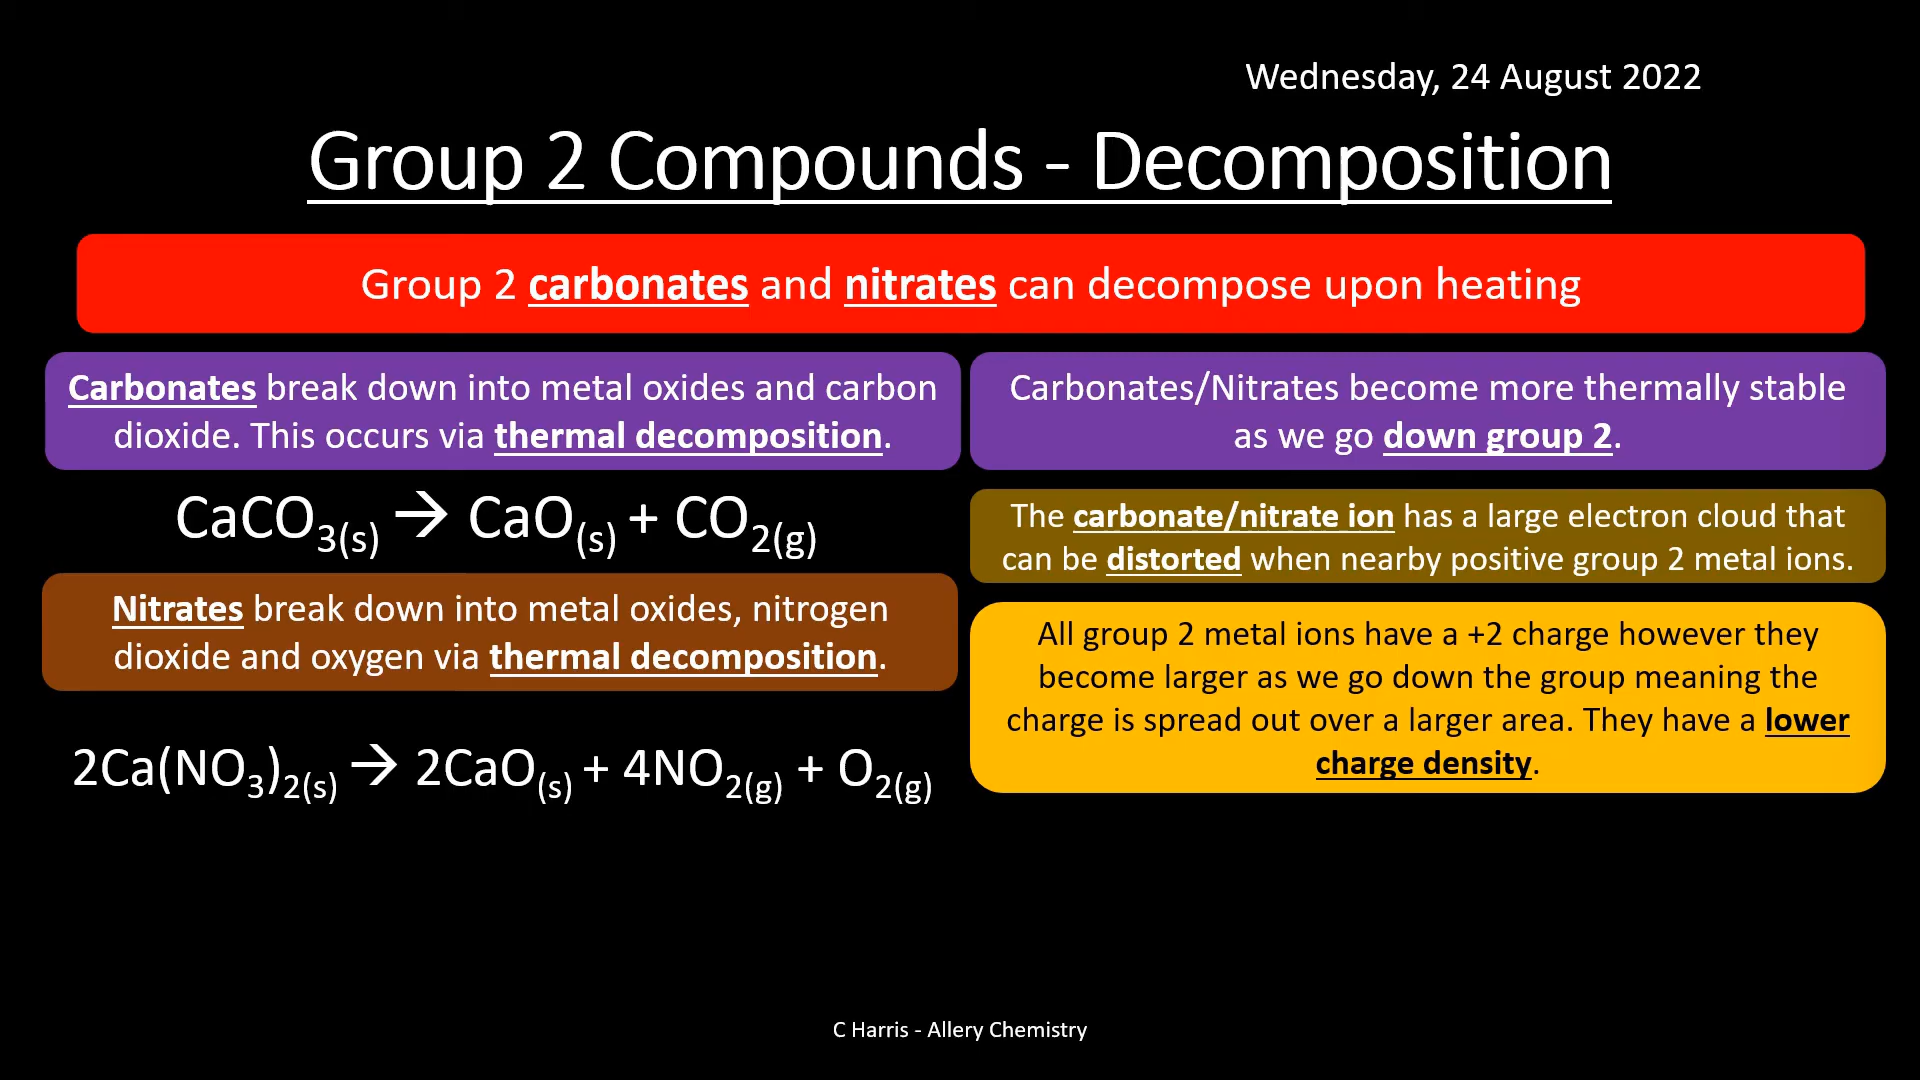 Wednesday, 24 August 2022
Group 2 Compounds - Decomposition
Group 2 carbonates and nitrates can decompose upon heating
Carbonates break down into metal oxides and carbon
dioxide. This occurs via thermal decomposition.
CaCO3(s) → CaO(s) + CO2(g)
Nitrates break down into metal oxides, nitrogen
dioxide and oxygen via thermal decomposition.
2Ca(NO3)2(s) → 2CaO(s) + 4NO2(g) + O2(g)
Carbonates/Nitrates become more thermally stable
as we go down group 2.
The carbonate/nitrate ion has a large electron cloud that
can be distorted when nearby positive group 2 metal ions.
All group 2 metal ions have a +2 charge however they
become larger as we go down the group meaning the
charge is spread out over a larger area. They have a lower
charge density.
C Harris - Allery Chemistry